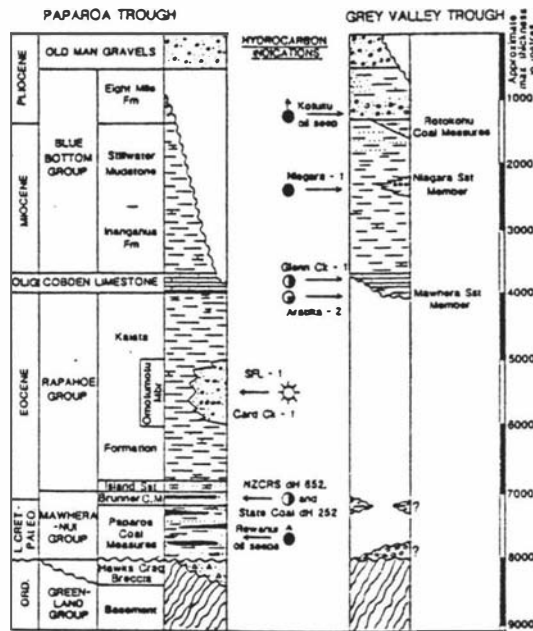 PAPAROA TROUGH
GREY VALLEY TROUGH
HYDROCARBON
INDICATIONS
Approximate
max thickness
PLIOCENE
MIOCENE
OLIG
EOCENE
L. CRET-
PALEO.
ORD.
OLD MAN GRAVELS
BLUE
BOTTOM
GROUP
Eight Mile
Fm
Stillwater
Mudstone
Inangahua
Fm
COBDEN LIMESTONE
RAPAHOE
GROUP
Kaiata
Omotumotu
Mbr
Formation
Island Sst
Brunner C.M
MAWHERA
-NUI
GROUP
Paparoa
Coal
Measures
Hawks Crag
Breccia
GREEN-
LAND
GROUP
Basement
Kotuku
oil seep
Niagara - 1
Glenn Ck - 1
Aratika - 2
SFL - 1
Card Ck - 1
NZCRS dH 652,
and
State Coal dH 252
Rewanui
oil seeps
Rotokohu
Coal Measures
Niagara Sst
Member
Mawhera Sst
Member
?
?
1000
2000
3000
4000
5000
6000
7000
8000
9000